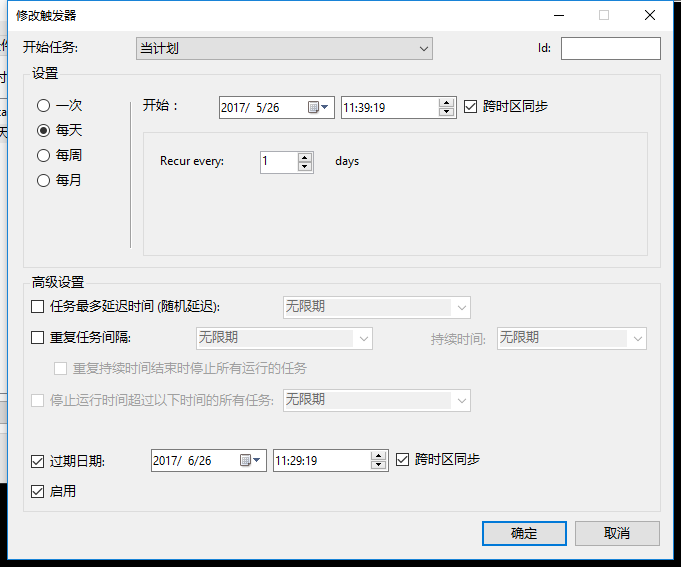 修改触发器
开始任务: 当计划 Id:
设置
一次
每天
每周
每月
开始： 2017/ 5/26 11:39:19 跨时区同步
Recur every: 1 days
高级设置
任务最多延迟时间 (随机延迟): 无限期
重复任务间隔: 无限期 持续时间: 无限期
重复持续时间结束时停止所有运行的任务
停止运行时间超过以下时间的所有任务: 无限期
过期日期: 2017/ 6/26 11:29:19 跨时区同步
启用
确定 取消